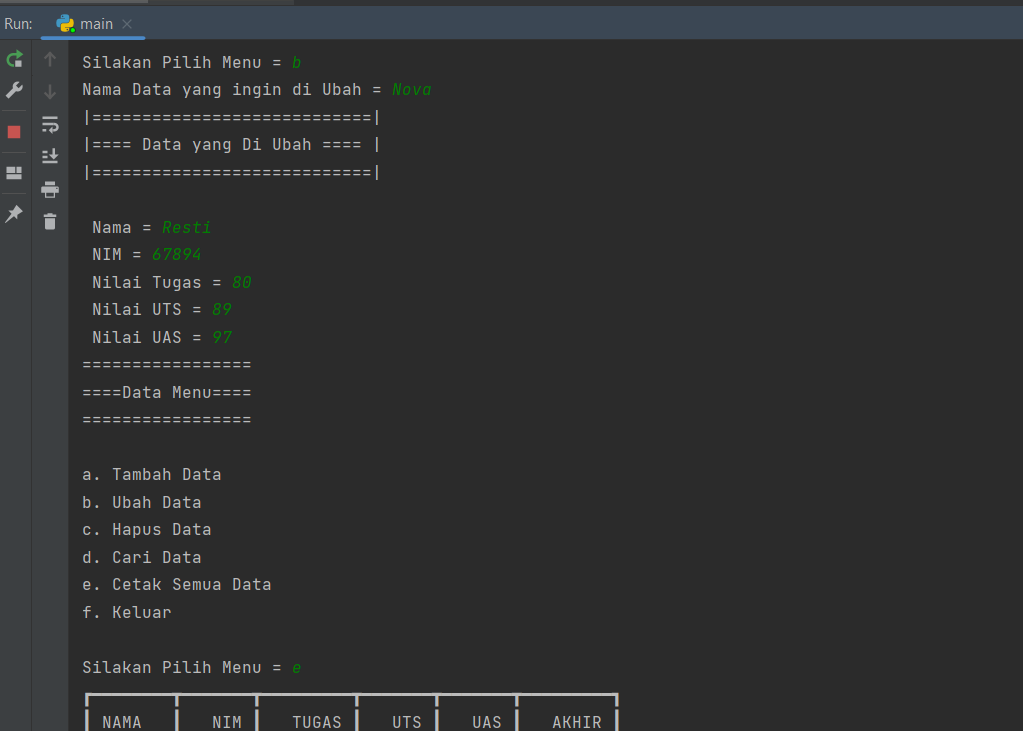 Run: main
Silakan Pilih Menu = b
Nama Data yang ingin di Ubah = Nova
|============================|
|==== Data yang Di Ubah ==== |
|============================|
Nama = Resti
NIM = 67894
Nilai Tugas = 80
Nilai UTS = 89
Nilai UAS = 97
=================
====Data Menu====
=================
a. Tambah Data
b. Ubah Data
c. Hapus Data
d. Cari Data
e. Cetak Semua Data
f. Keluar
Silakan Pilih Menu = e
NAMA NIM TUGAS UTS UAS AKHIR